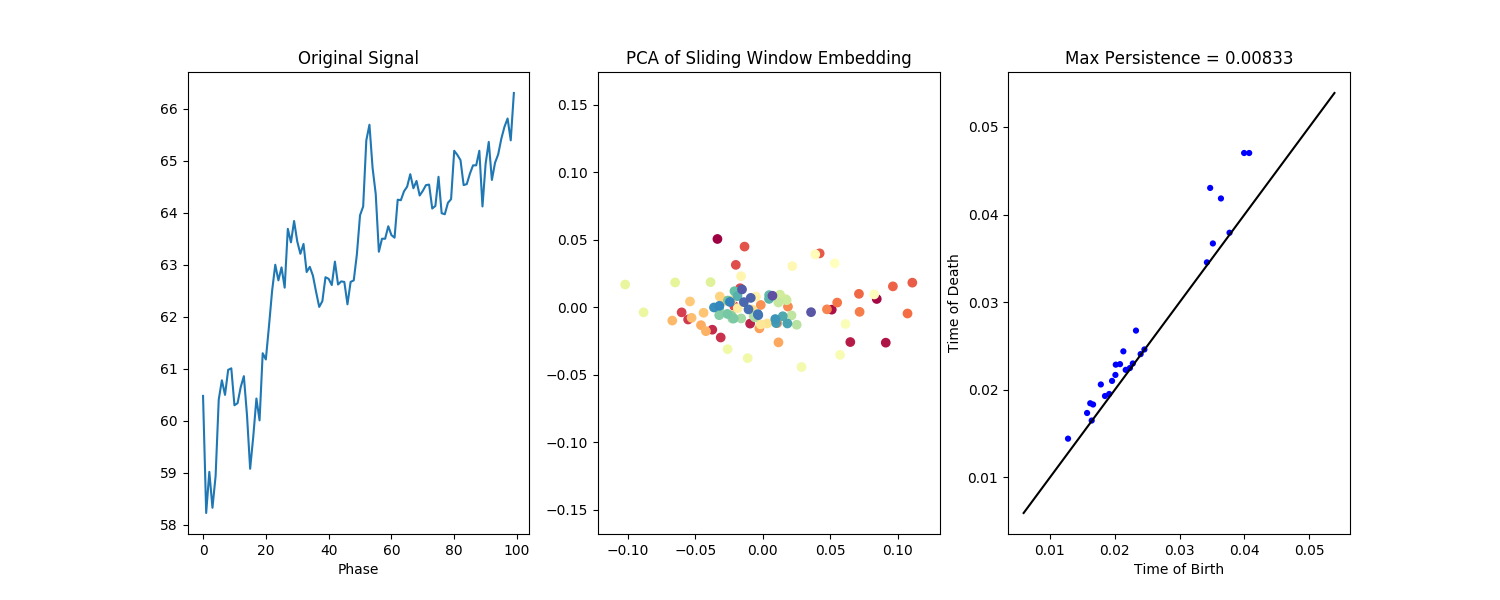 Original Signal
66
65
64
63
62
61
60
59
58
0 20 40 60 80 100
Phase
PCA of Sliding Window Embedding
0.15
0.10
0.05
0.00
−0.05
−0.10
−0.15
−0.10 −0.05 0.00 0.05 0.10
Max Persistence = 0.00833
Time of Death
0.05
0.04
0.03
0.02
0.01
0.01 0.02 0.03 0.04 0.05
Time of Birth